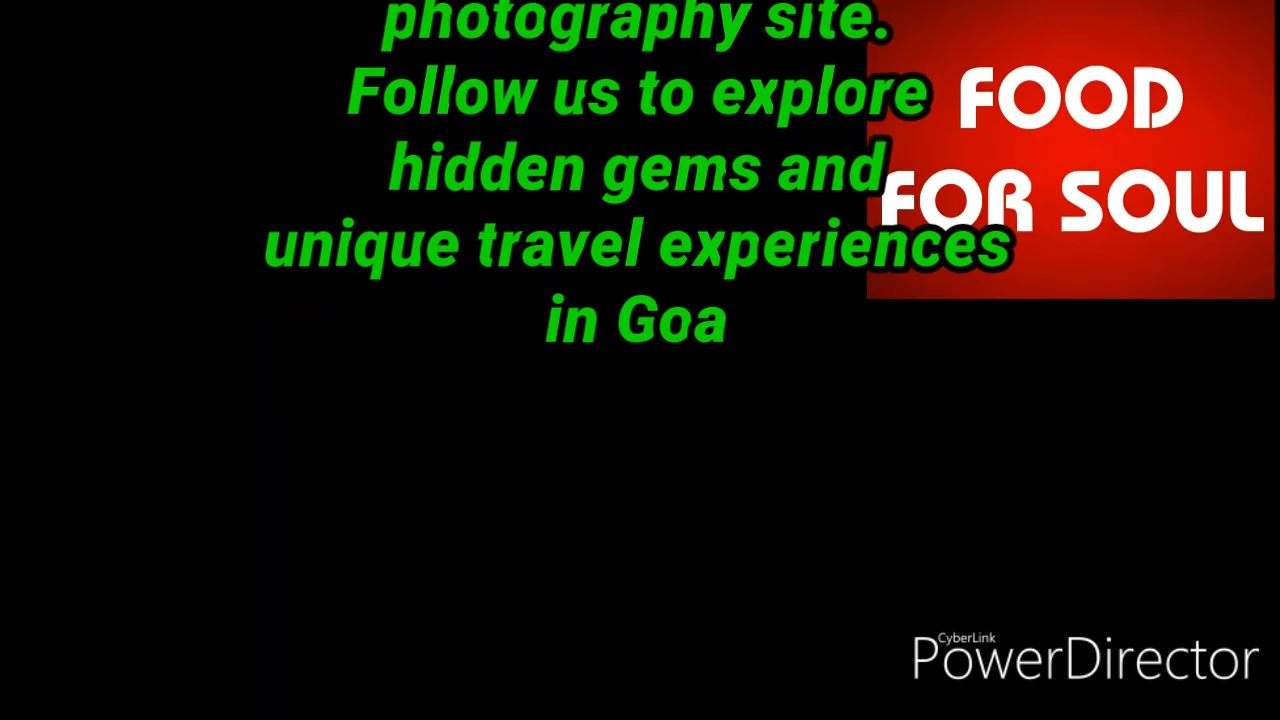 photography site.
Follow us to explore
hidden gems and
unique travel experiences
in Goa
FOOD
FOR SOUL
CyberLink
PowerDirector